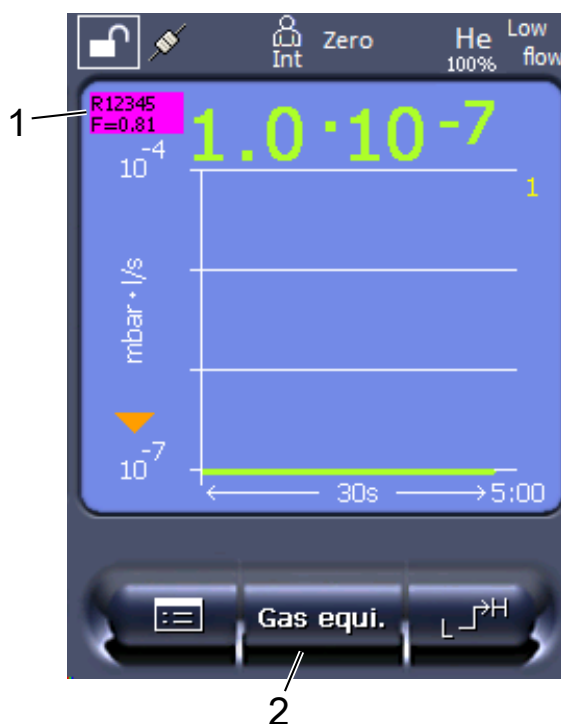 Zero
He Low
Int
100% flow
1
R12345
F=0.81
1.0·10-7
10-4
1
mbar・l/s
10-7
30s
5:00
Gas equi.
L H
2